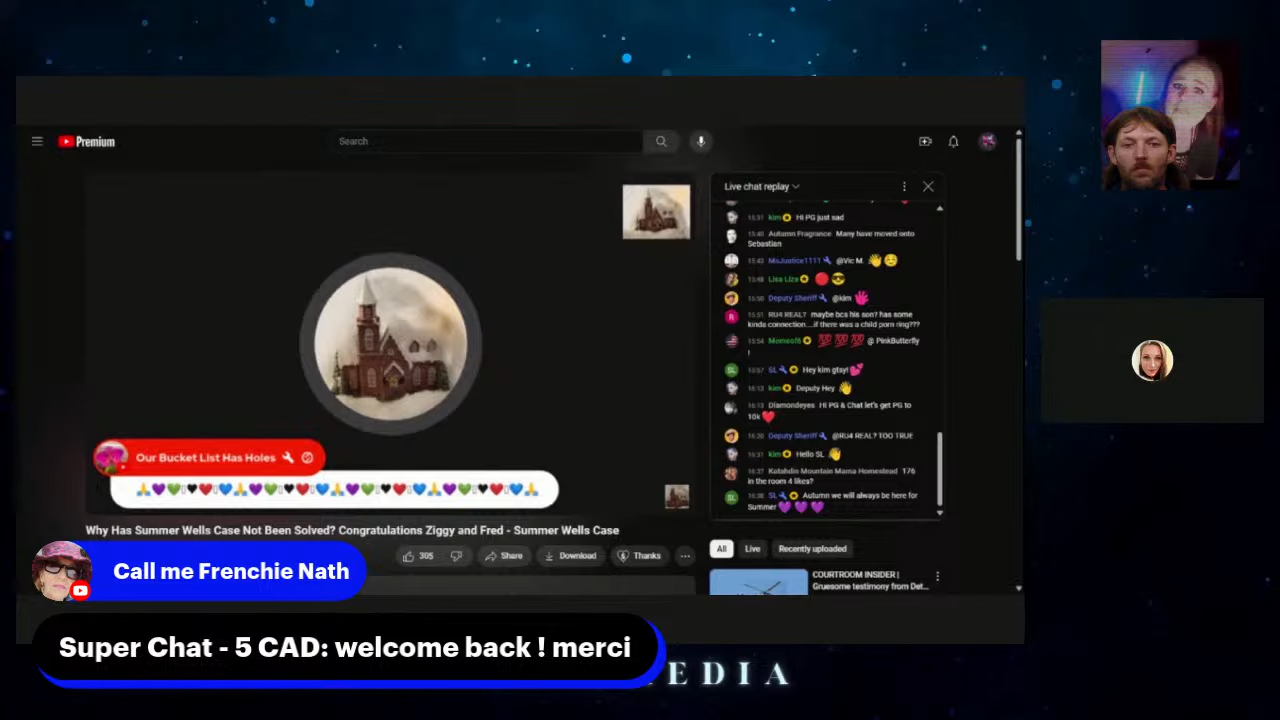 Premium
Search
Live chat replay
15:31 kim Hi PG just sad
15:40 Autumn Fragrance Many have moved onto
Sebastian
15:43 MsJustice1111 @Vic M. 👋😌
15:48 Lisa Liza 🔴 😎
15:50 Deputy Sheriff @kim 👋
15:51 RU4 REAL? maybe bcs his son? has some
kinda connection....if there was a child porn ring???
15:54 💯💯💯 @ PinkButterfly
!
SL Hey kim gtsy! 💕
16:13 kim Deputy Hey 👋
16:13 Diamondeyes Hi PG & Chat let's get PG to
10k ❤️
16:20 Deputy Sheriff @RU4 REAL? TOO TRUE
16:31 kim Hello SL 👋
16:37 Katahdin Mountain Mama Homestead 176
in the room 4 likes?
16:38 SL Autumn we will always be here for
Summer 💜 💜 💜
Our Bucket List Has Holes
Why Has Summer Wells Case Not Been Solved? Congratulations Ziggy and Fred - Summer Wells Case
305
Share
Download
Thanks
All
Live
Recently uploaded
COURTROOM INSIDER |
Gruesome testimony from Det...
Call me Frenchie Nath
Super Chat - 5 CAD: welcome back ! merci
EDIA